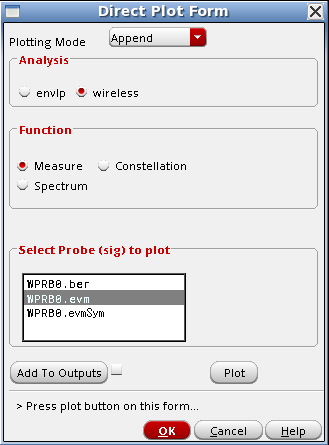 Direct Plot Form
Plotting Mode Append
Analysis
envlp wireless
Function
Measure Constellation
Spectrum
Select Probe (sig) to plot
WPRB0.ber
WPRB0.evm
WPRB0.evmSym
Add To Outputs Plot
> Press plot button on this form...
OK Cancel Help